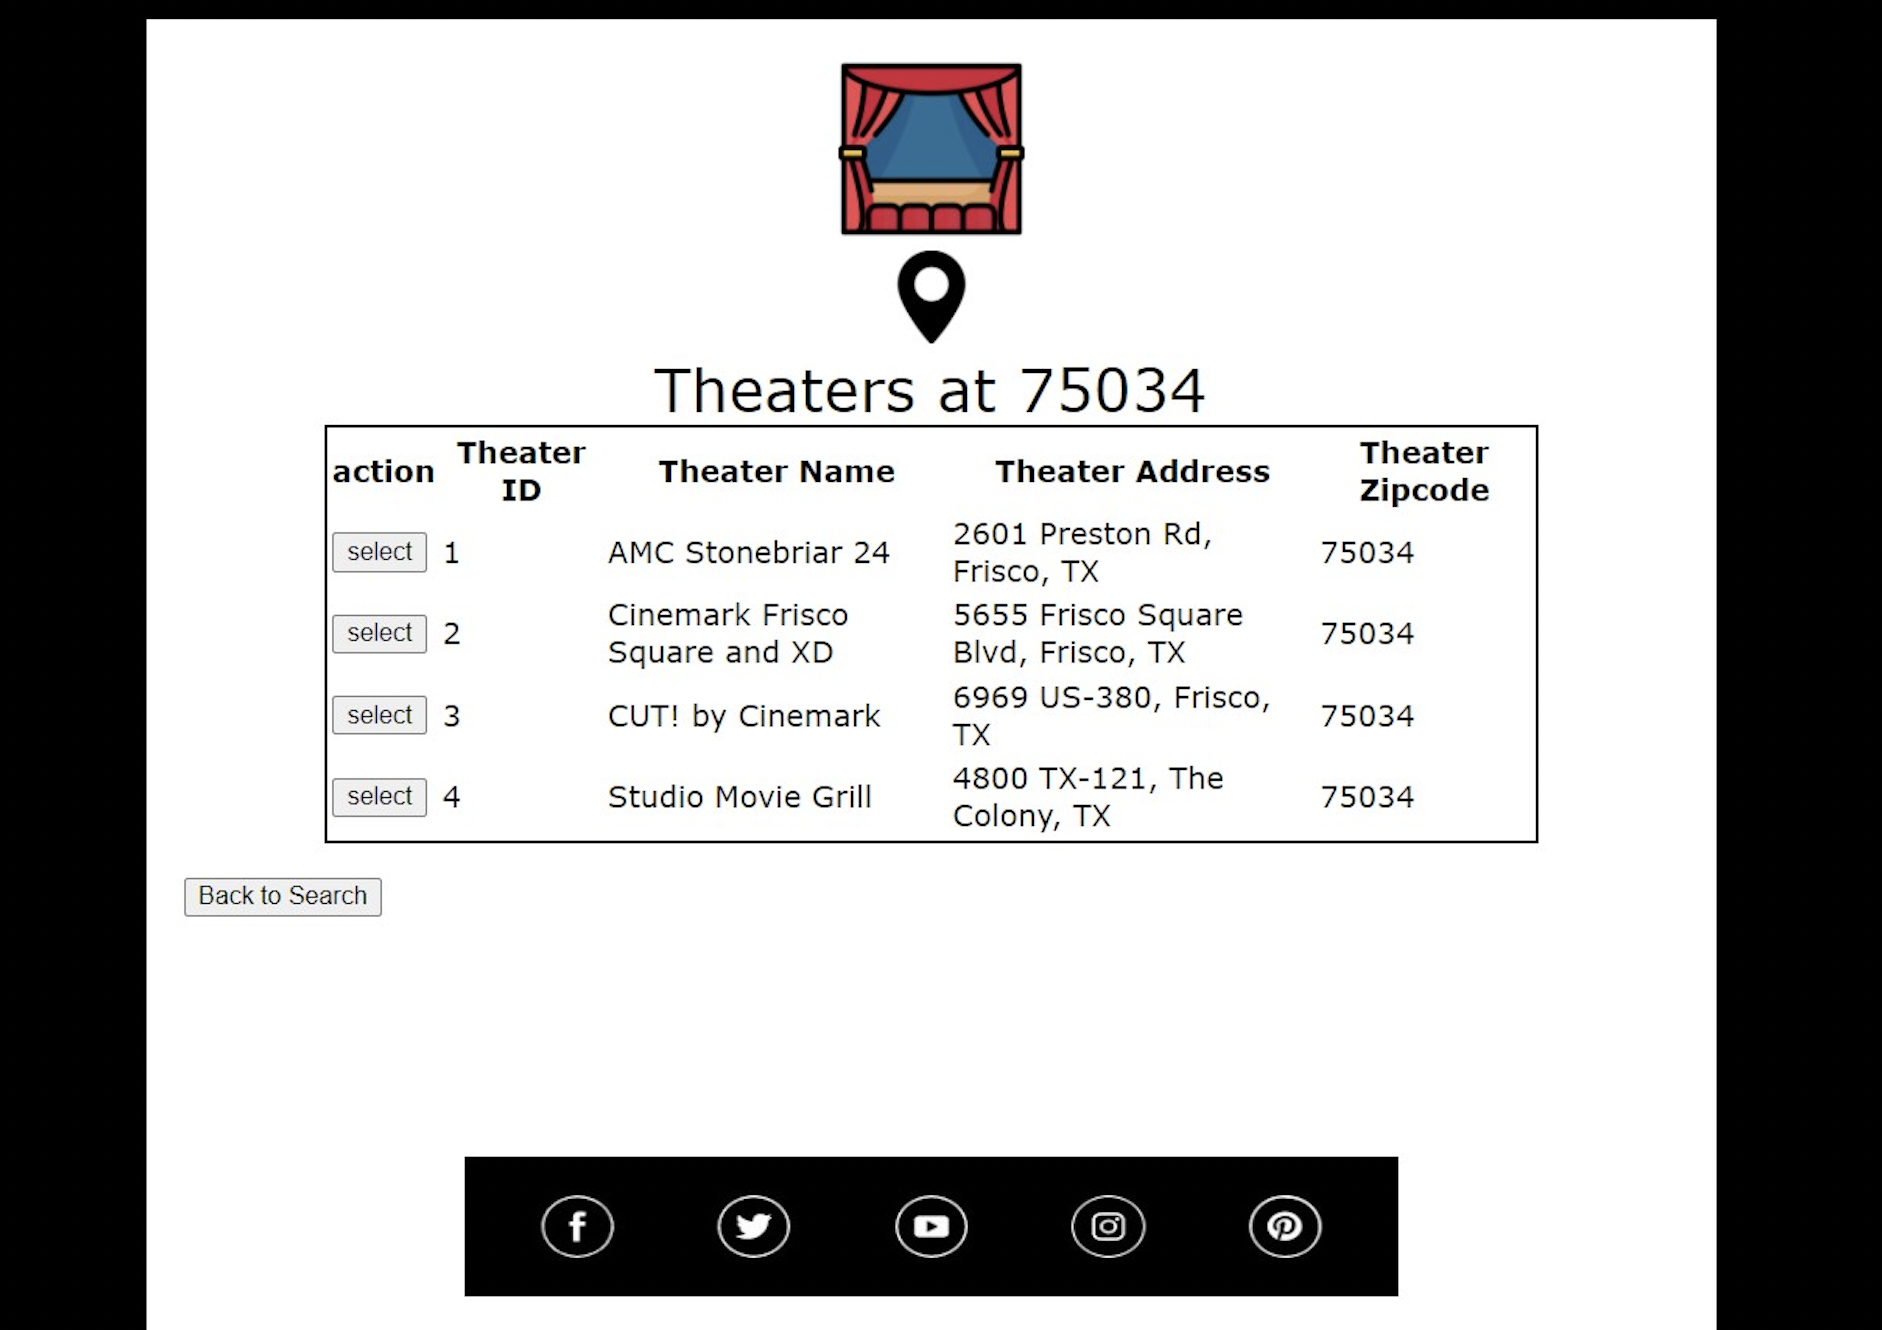 Theaters at 75034
action Theater ID Theater Name Theater Address Theater Zipcode
select 1 AMC Stonebriar 24 2601 Preston Rd, Frisco, TX 75034
select 2 Cinemark Frisco Square and XD 5655 Frisco Square Blvd, Frisco, TX 75034
select 3 CUT! by Cinemark 6969 US-380, Frisco, TX 75034
select 4 Studio Movie Grill 4800 TX-121, The Colony, TX 75034
Back to Search